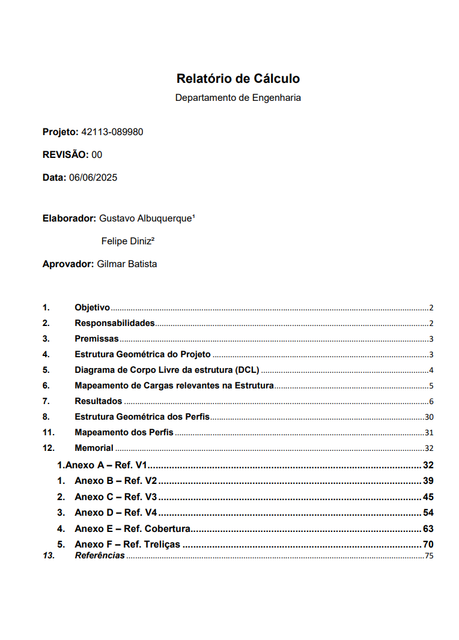 Relatório de Cálculo
Departamento de Engenharia
Projeto: 42113-089980
REVISÃO: 00
Data: 06/06/2025
Elaborador: Gustavo Albuquerque¹
Felipe Diniz²
Aprovador: Gilmar Batista
1. Objetivo 2
2. Responsabilidades 2
3. Premissas 3
4. Estrutura Geométrica do Projeto 3
5. Diagrama de Corpo Livre da estrutura (DCL) 4
6. Mapeamento de Cargas relevantes na Estrutura 5
7. Resultados 6
8. Estrutura Geométrica dos Perfis 30
11. Mapeamento dos Perfis 31
12. Memorial 32
1.Anexo A – Ref. V1 32
1. Anexo B – Ref. V2 39
2. Anexo C – Ref. V3 45
3. Anexo D – Ref. V4 54
4. Anexo E – Ref. Cobertura 63
5. Anexo F – Ref. Treliças 70
13. Referências 75